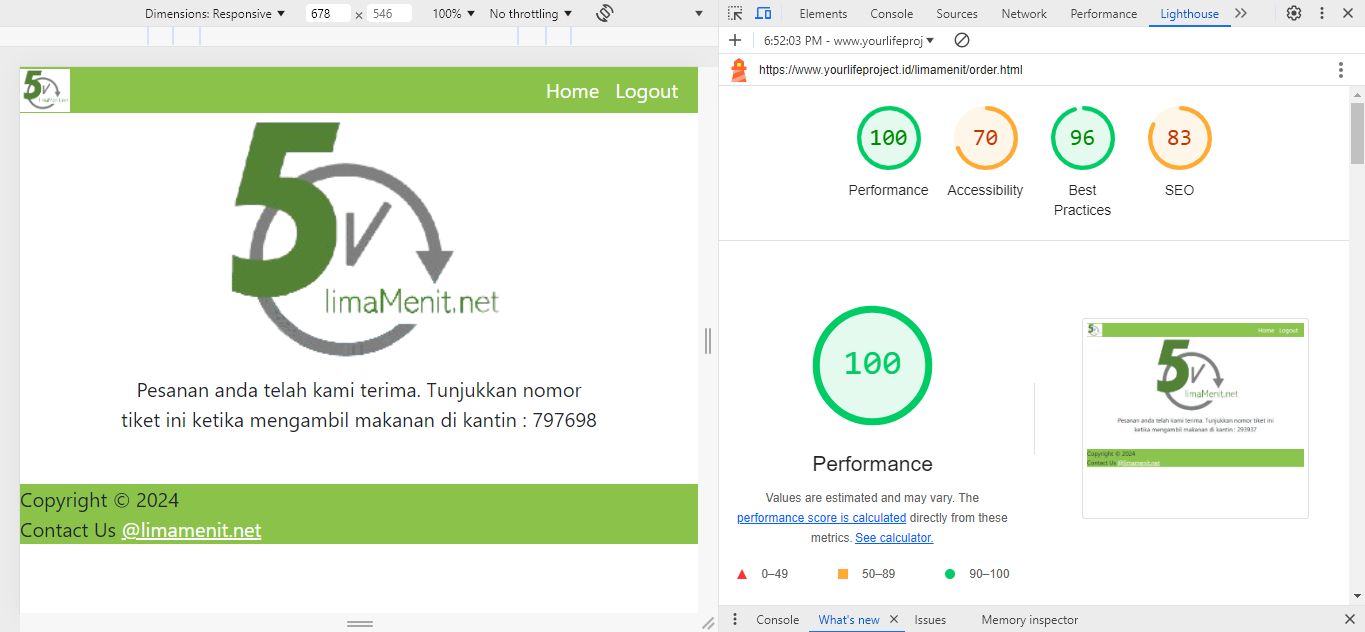 Dimensions: Responsive 678 x 546 100% No throttling
Elements Console Sources Network Performance Lighthouse
6:52:03 PM - www.yourlifeproj
https://www.yourlifeproject.id/limamenit/order.html
5 limaMenit.net
Home Logout
5
limaMenit.net
Pesanan anda telah kami terima. Tunjukkan nomor
tiket ini ketika mengambil makanan di kantin : 797698
Copyright © 2024
Contact Us @limamenit.net
100 70 96 83
Performance Accessibility Best SEO
Practices
100
Performance
Values are estimated and may vary. The
performance score is calculated directly from these
metrics. See calculator.
0–49 50–89 90–100
5
Home Logout
5
limaMenit.net
Pesanan anda telah kami terima. Tunjukkan nomor tiket ini
ketika mengambil makanan di kantin : 293937
Copyright © 2024
Contact Us @limamenit.net
Console What's new Issues Memory inspector